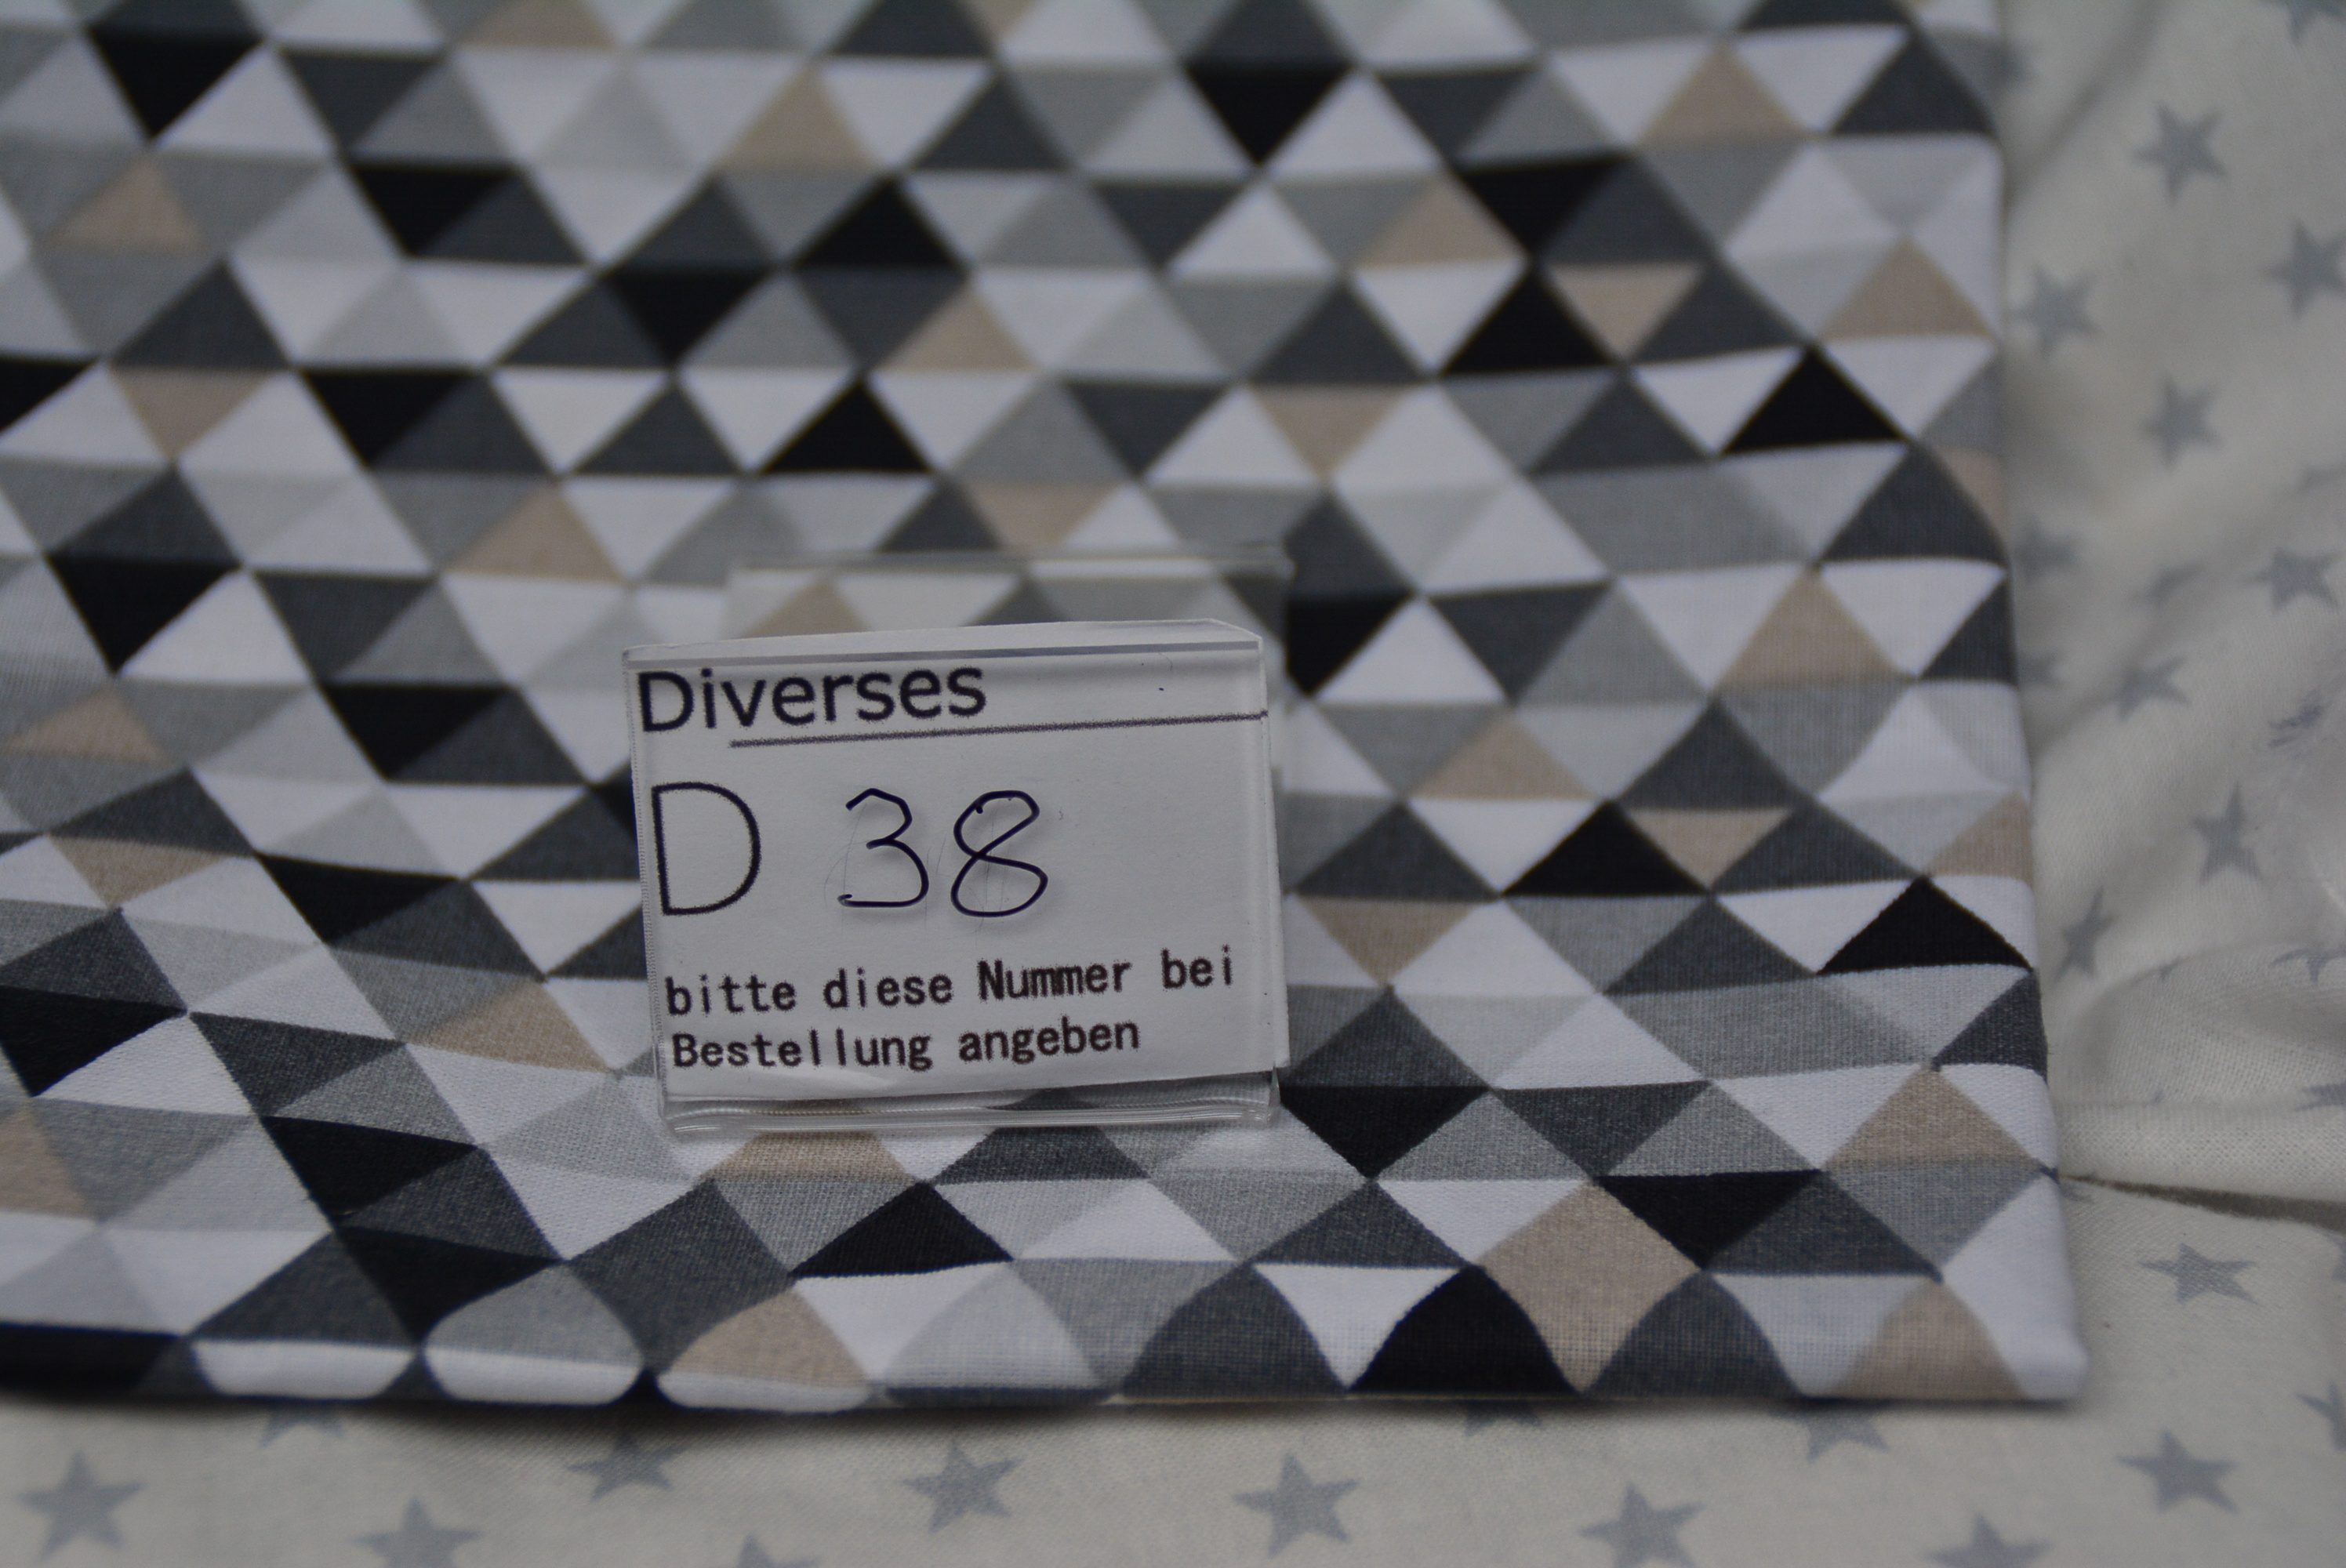 Diverses
D 38
bitte diese Nummer bei
Bestellung angeben